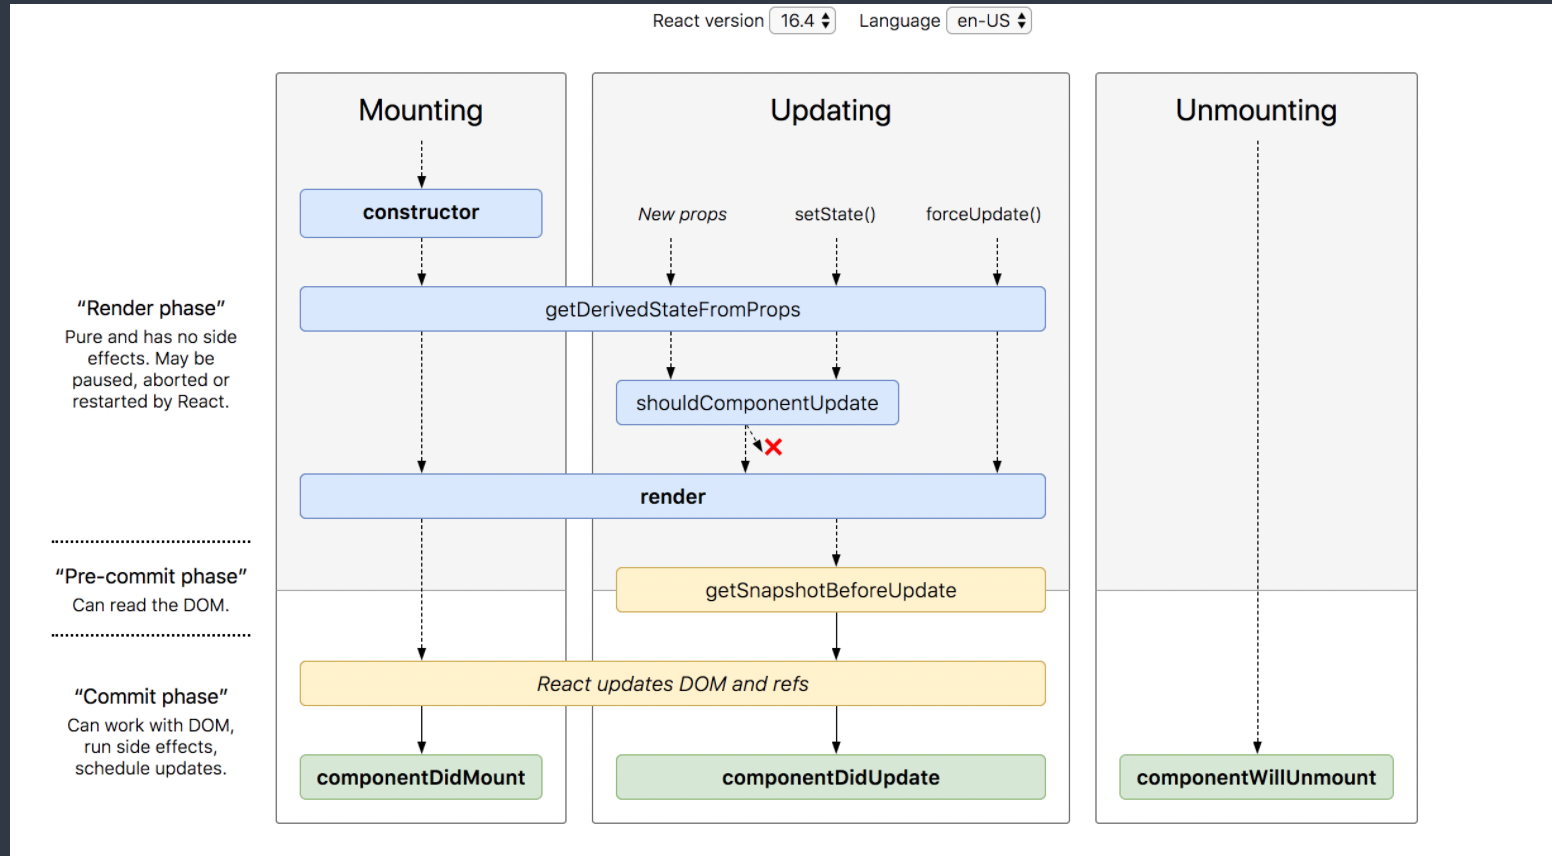 React version 16.4 Language en-US
Mounting
Updating
Unmounting
constructor
New props
setState()
forceUpdate()
getDerivedStateFromProps
“Render phase”
Pure and has no side
effects. May be
paused, aborted or
restarted by React.
shouldComponentUpdate
render
“Pre-commit phase”
Can read the DOM.
getSnapshotBeforeUpdate
React updates DOM and refs
“Commit phase”
Can work with DOM,
run side effects,
schedule updates.
componentDidMount
componentDidUpdate
componentWillUnmount